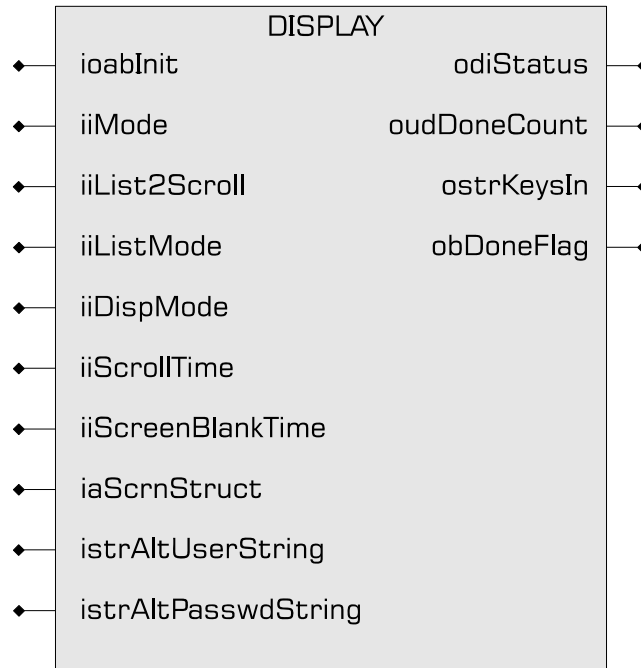 DISPLAY
ioabInit odiStatus
iiMode oudDoneCount
iiList2Scroll ostrKeysIn
iiListMode obDoneFlag
iiDispMode
iiScrollTime
iiScreenBlankTime
iaScrnStruct
istrAltUserString
istrAltPasswdString